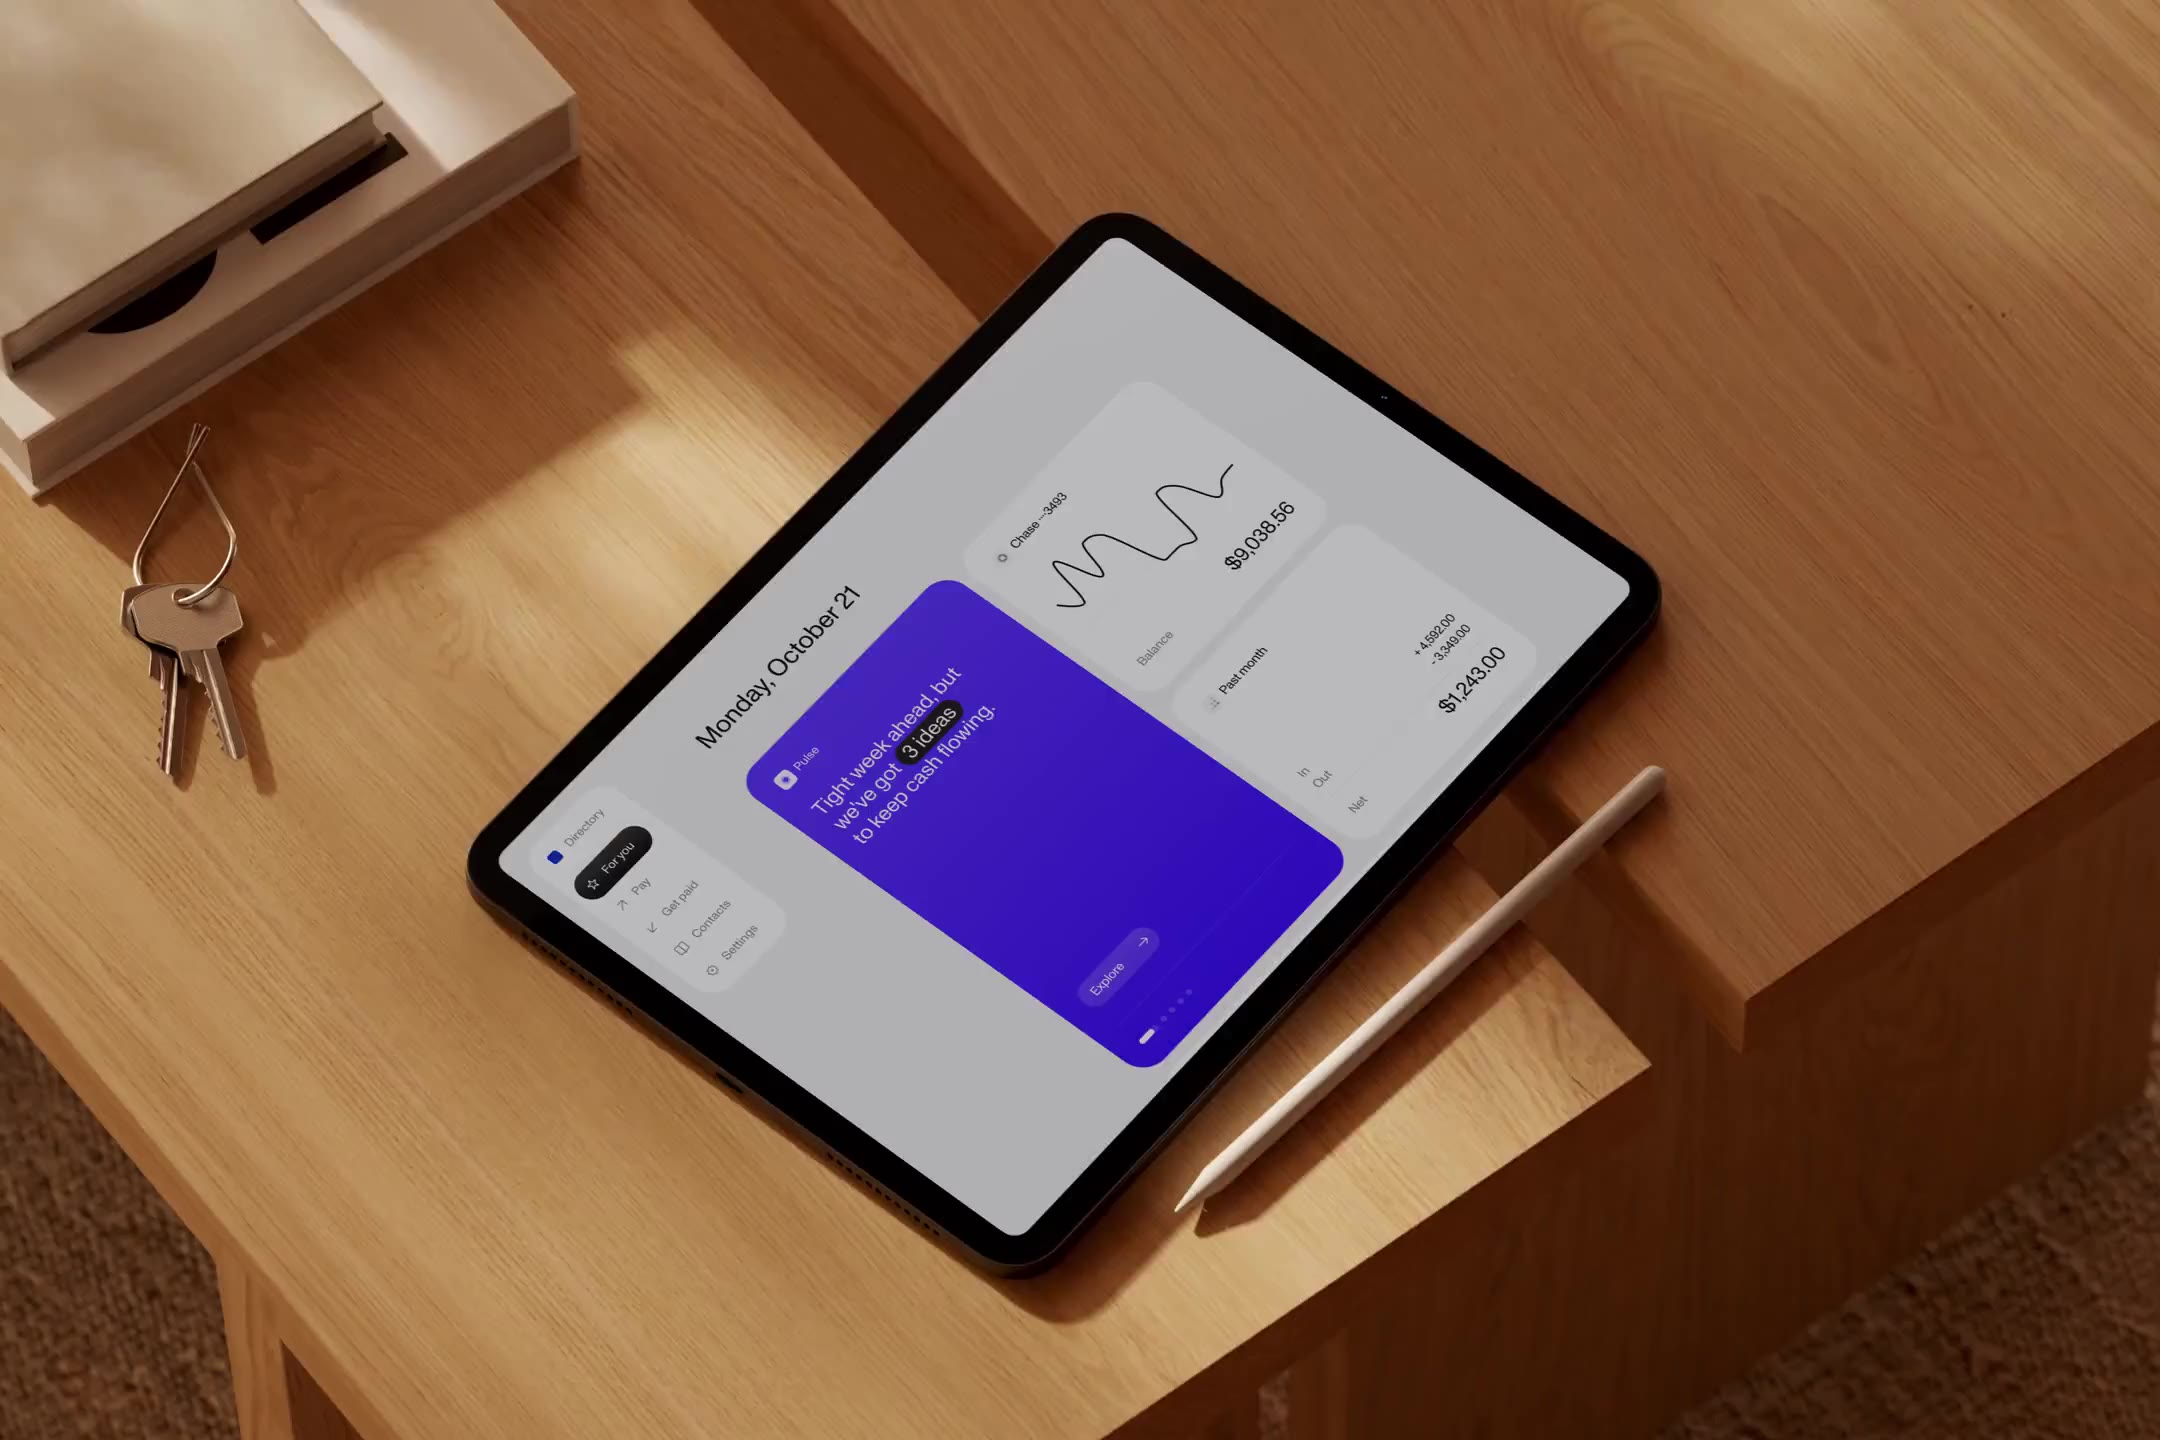 Monday, October 21
Directory
For you
Pay
Get paid
Contacts
Settings
Pulse
Tight week ahead, but
we've got 3 ideas
to keep cash flowing.
Explore
Chase ···3493
Balance
$9,038.56
Past month
In
+ 4,592.00
Out
- 3,349.00
Net
$1,243.00